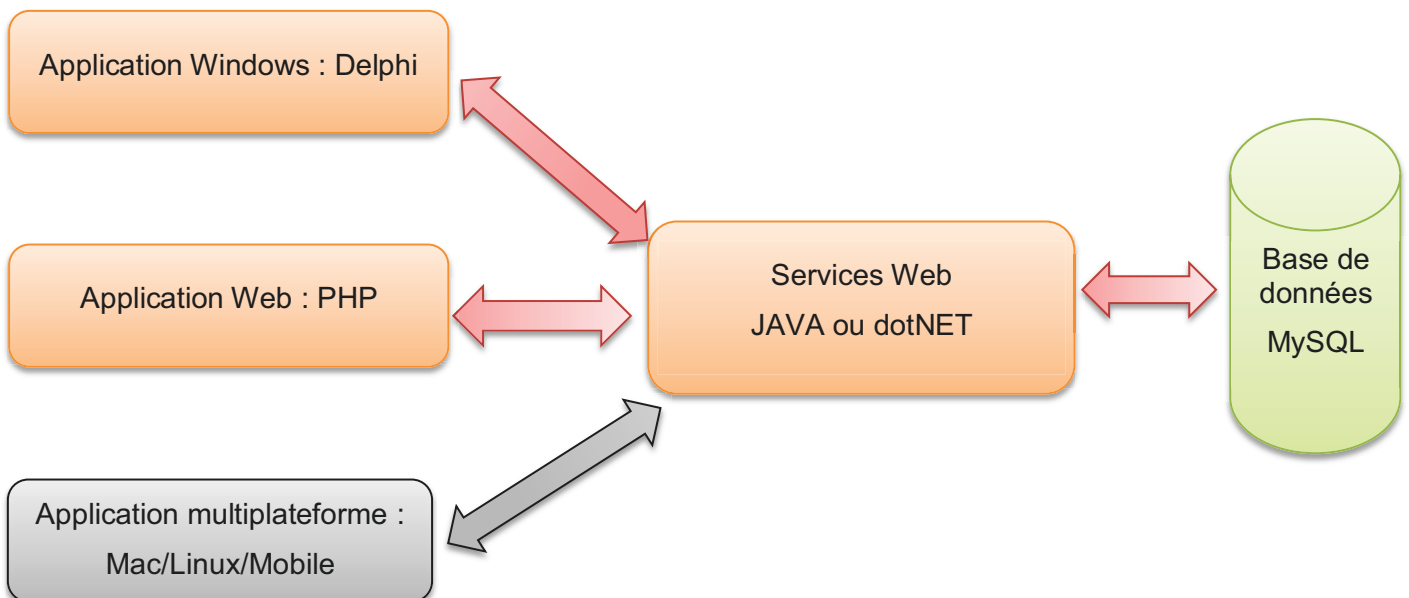 Application Windows : Delphi
Application Web : PHP
Application multiplateforme :
Mac/Linux/Mobile
Services Web
JAVA ou dotNET
Base de
données
MySQL